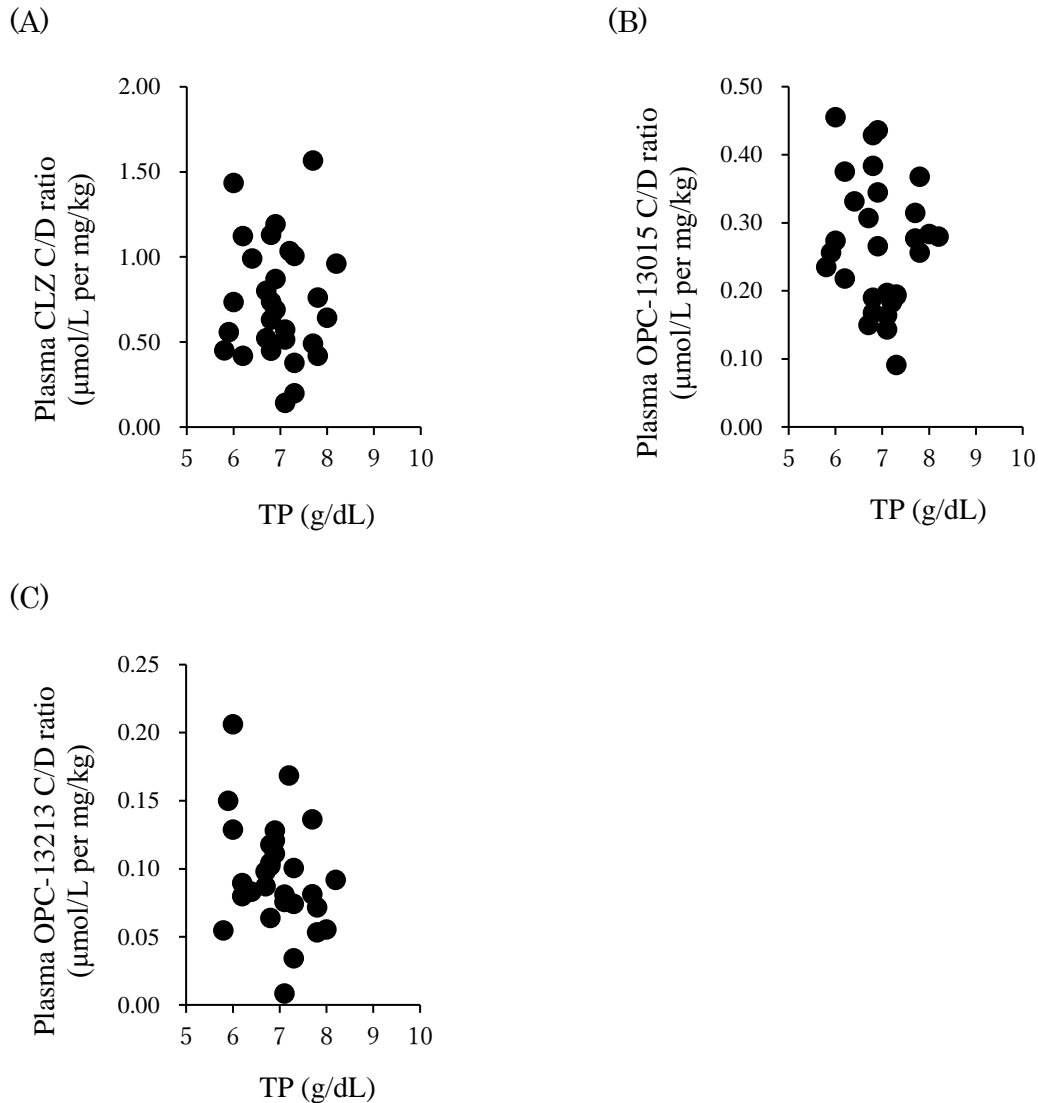 (A)
Plasma CLZ C/D ratio
(μmol/L per mg/kg)
2.00
1.50
1.00
0.50
0.00
5 6 7 8 9 10
TP (g/dL)
(B)
Plasma OPC-13015 C/D ratio
(μmol/L per mg/kg)
0.50
0.40
0.30
0.20
0.10
0.00
5 6 7 8 9 10
TP (g/dL)
(C)
Plasma OPC-13213 C/D ratio
(μmol/L per mg/kg)
0.25
0.20
0.15
0.10
0.05
0.00
5 6 7 8 9 10
TP (g/dL)